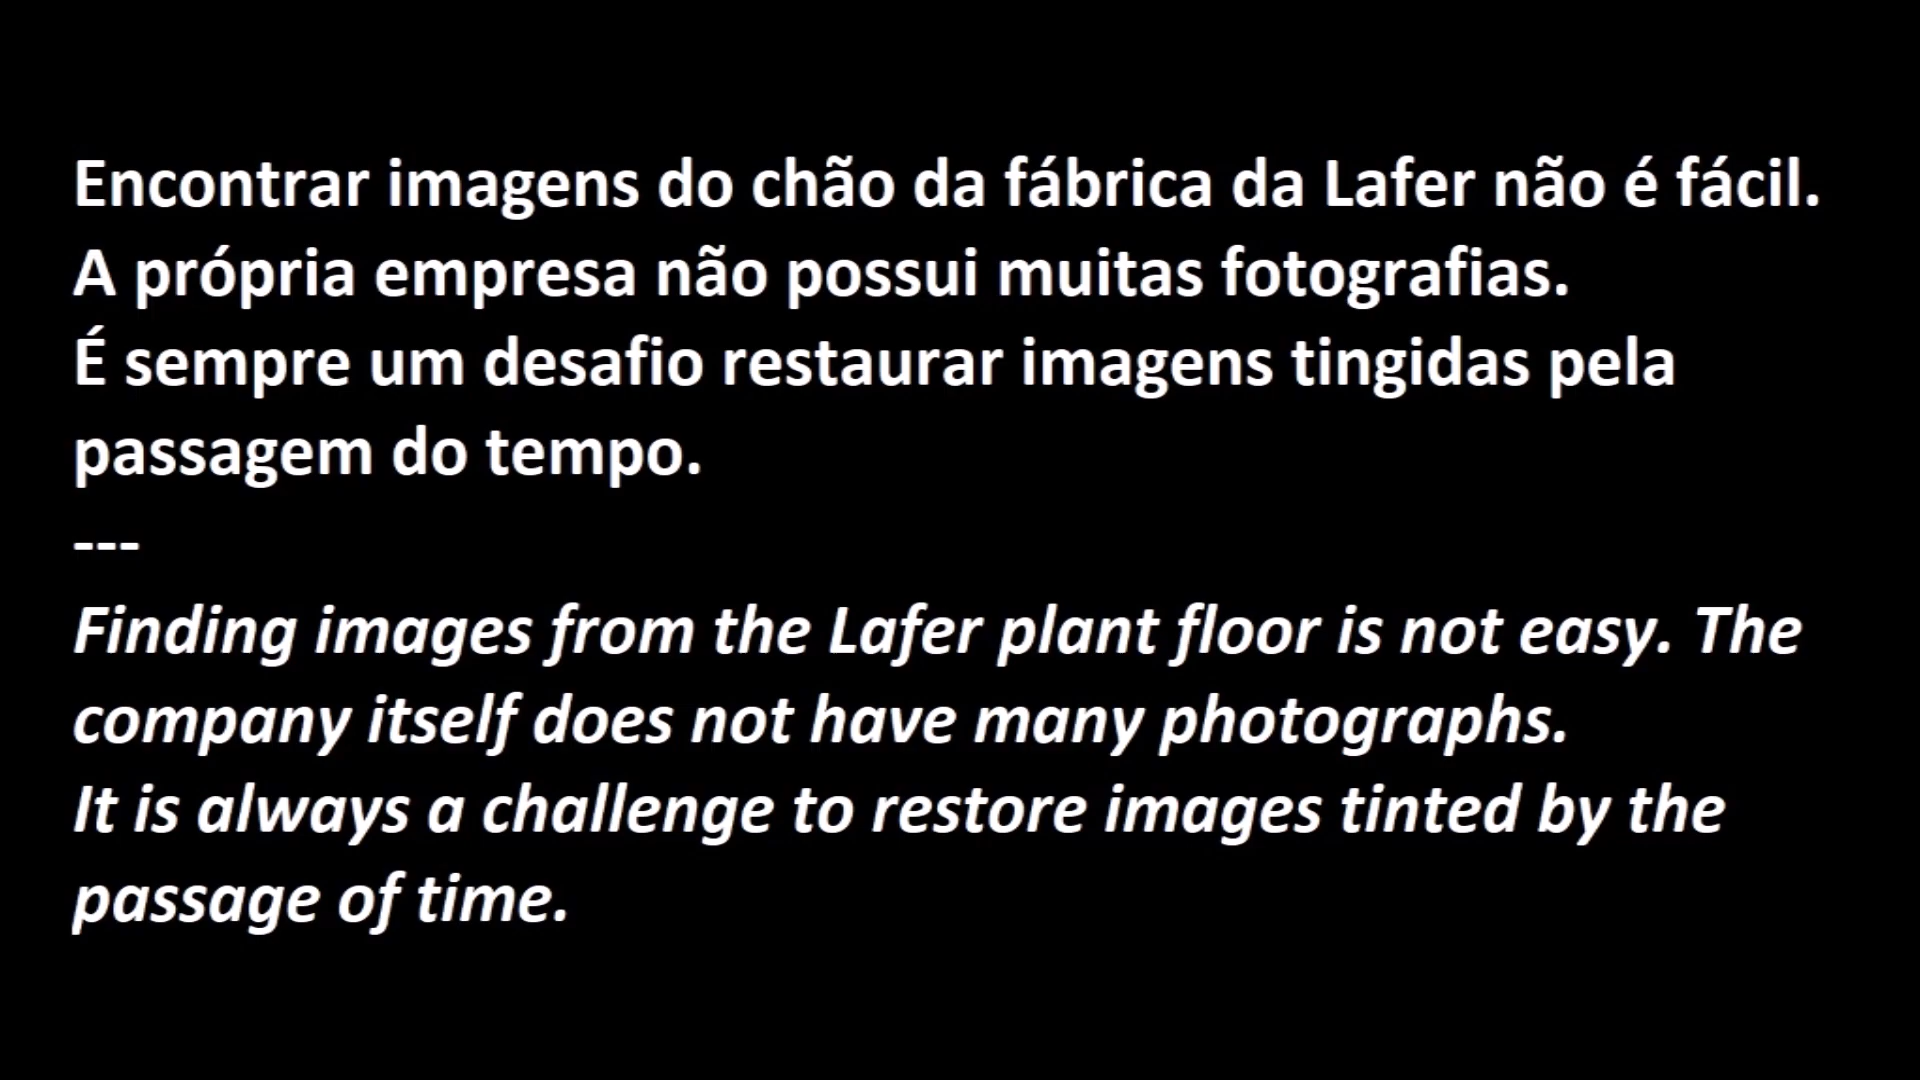 Encontrar imagens do chão da fábrica da Lafer não é fácil.
A própria empresa não possui muitas fotografias.
É sempre um desafio restaurar imagens tingidas pela
passagem do tempo.
---
Finding images from the Lafer plant floor is not easy. The
company itself does not have many photographs.
It is always a challenge to restore images tinted by the
passage of time.